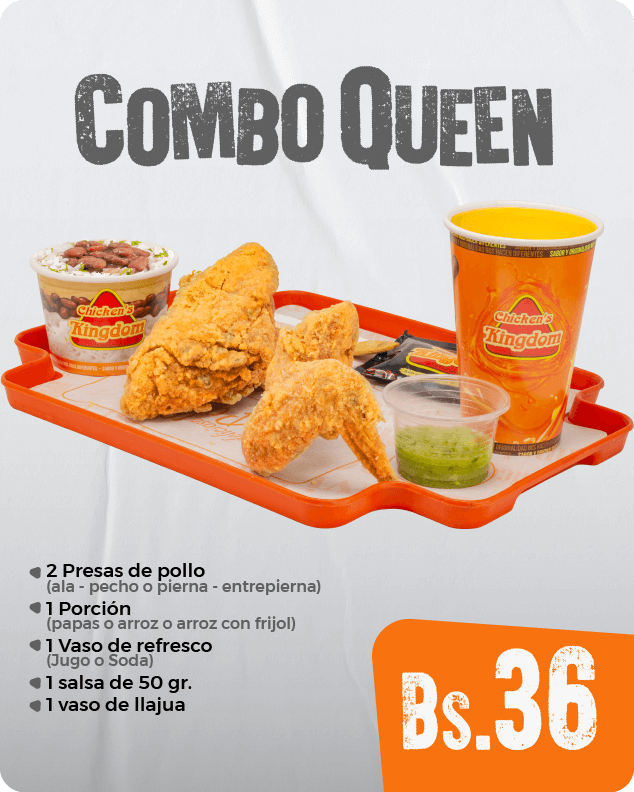 COMBO QUEEN
SABOR Y ORIGINALIDAD
Chicken's
Kingdom
Chicken's
Kingdom
2 Presas de pollo
(ala - pecho o pierna - entrepierna)
1 Porción
(papas o arroz o arroz con frijol)
1 Vaso de refresco
(Jugo o Soda)
1 salsa de 50 gr.
1 vaso de llajua
Bs.36